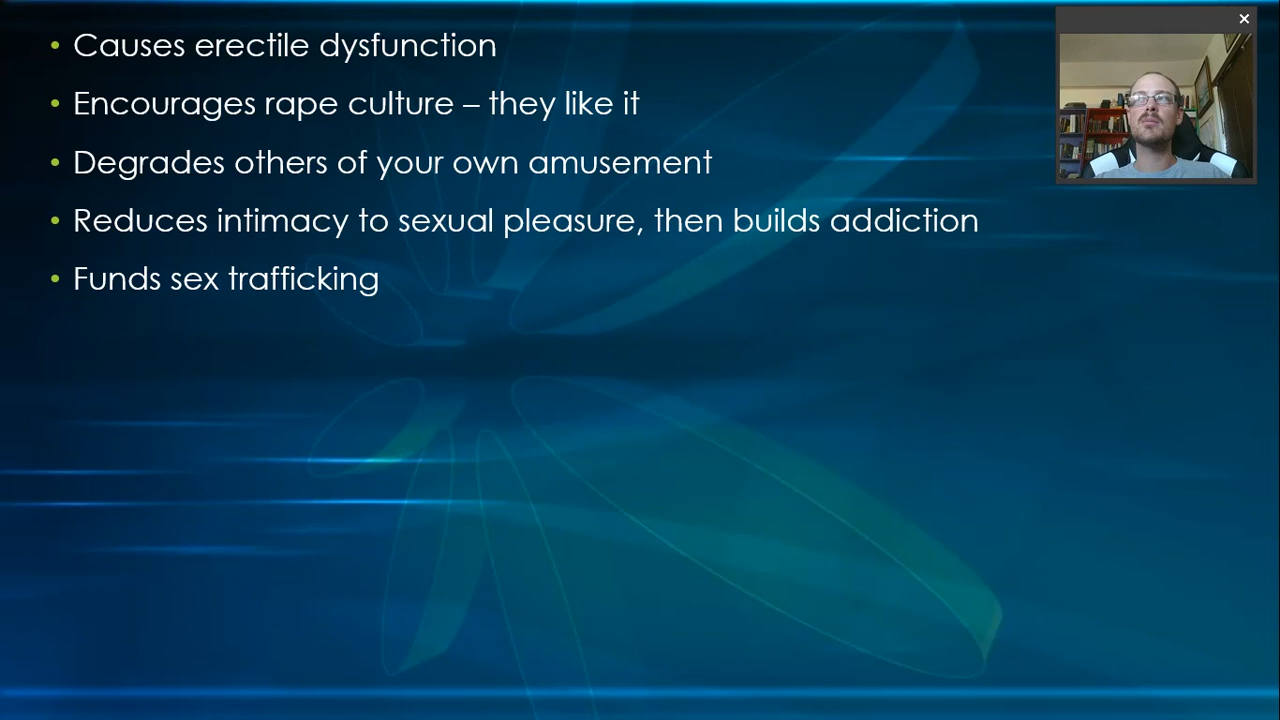 • Causes erectile dysfunction
• Encourages rape culture – they like it
• Degrades others of your own amusement
• Reduces intimacy to sexual pleasure, then builds addiction
• Funds sex trafficking